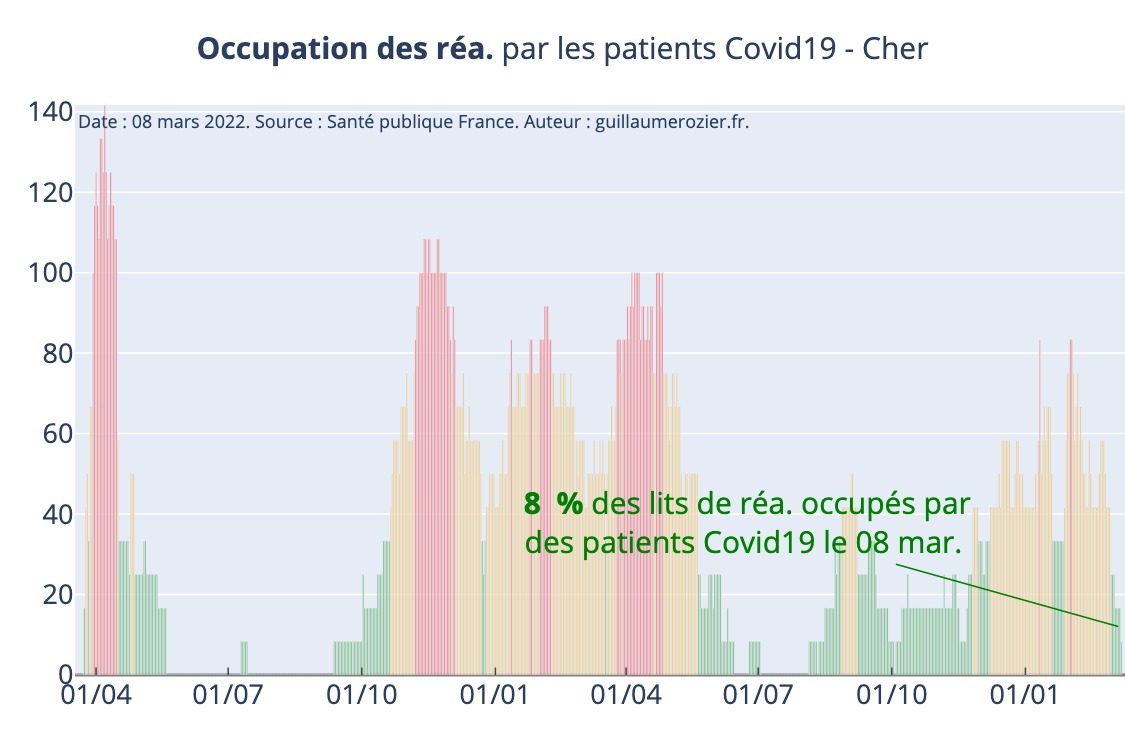 Occupation des réa. par les patients Covid19 - Cher
140
Date : 08 mars 2022. Source : Santé publique France. Auteur : guillaumerozier.fr.
120
100
80
60
40
8 % des lits de réa. occupés par
des patients Covid19 le 08 mar.
20
0
01/04 01/07 01/10 01/01 01/04 01/07 01/10 01/01